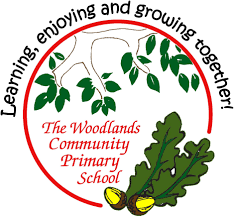 Learning, enjoying and growing together!
The Woodlands
Community
Primary
School